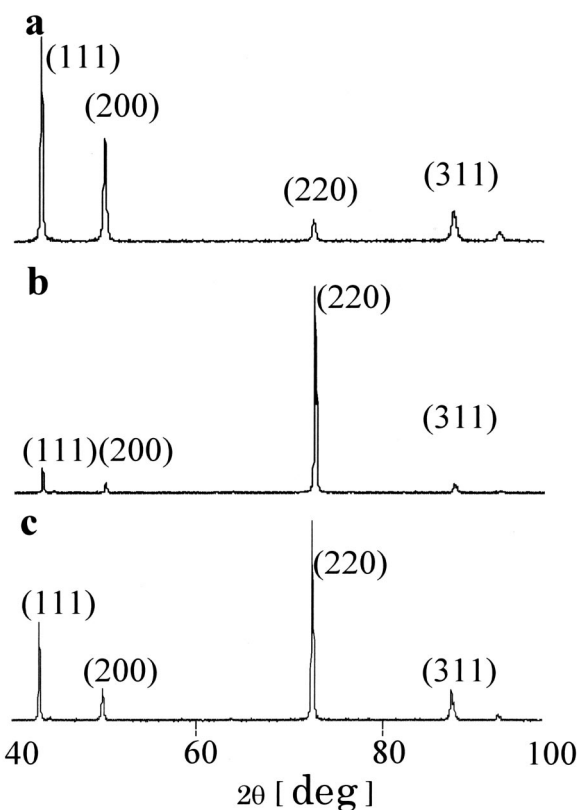 a
(111)
(200)
(220)
(311)
b
(220)
(311)
(111)(200)
c
(220)
(111)
(200)
(311)
40 60 80 100
2θ [deg]